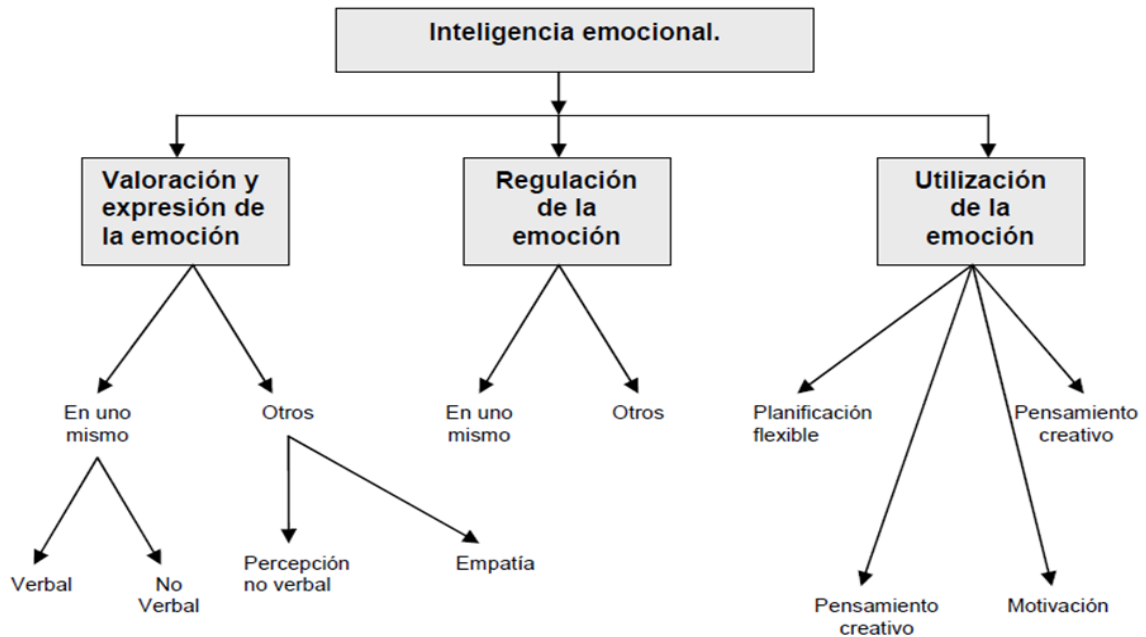 Inteligencia emocional.
Valoración y
expresión de
la emoción
Regulación
de la
emoción
Utilización
de la
emoción
En uno
mismo
Otros
En uno
mismo
Otros
Planificación
flexible
Pensamiento
creativo
Verbal
No
Verbal
Percepción
no verbal
Empatía
Pensamiento
creativo
Motivación